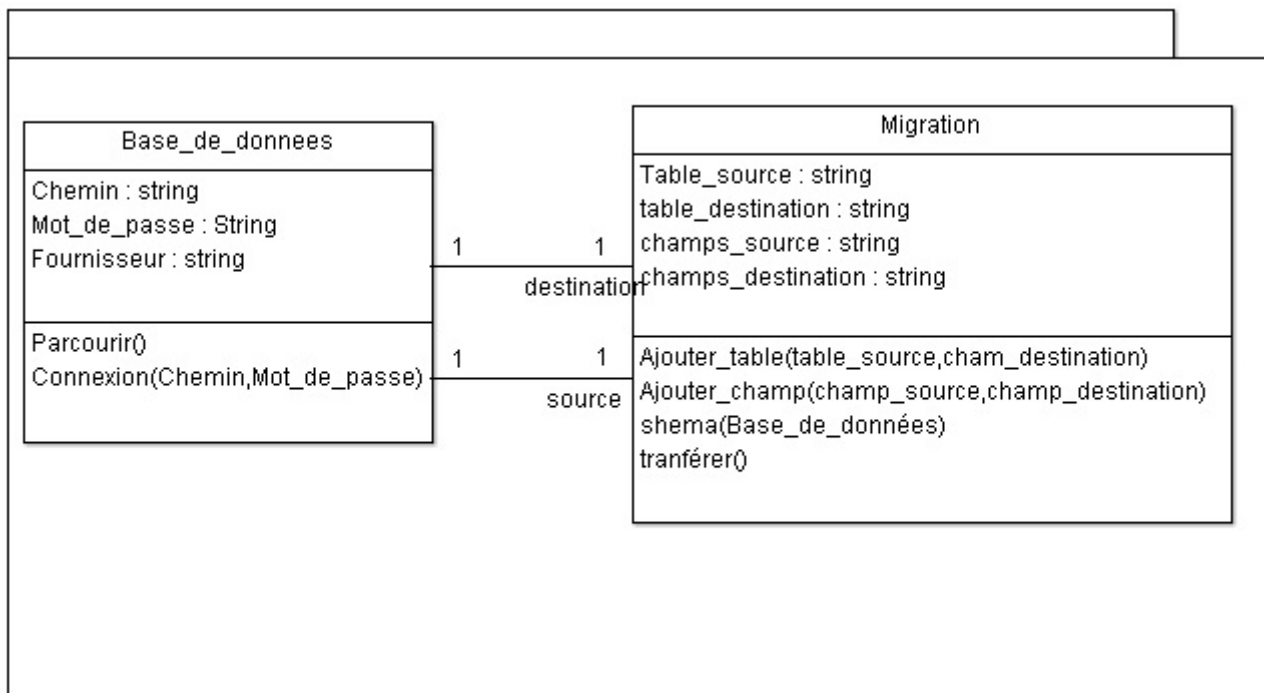 Base_de_donnees
Chemin : string
Mot_de_passe : String
Fournisseur : string
Parcourir()
Connexion(Chemin,Mot_de_passe)
1
1
destination
1
1
source
Migration
Table_source : string
table_destination : string
champs_source : string
champs_destination : string
Ajouter_table(table_source,cham_destination)
Ajouter_champ(champ_source,champ_destination)
shema(Base_de_données)
tranférer()